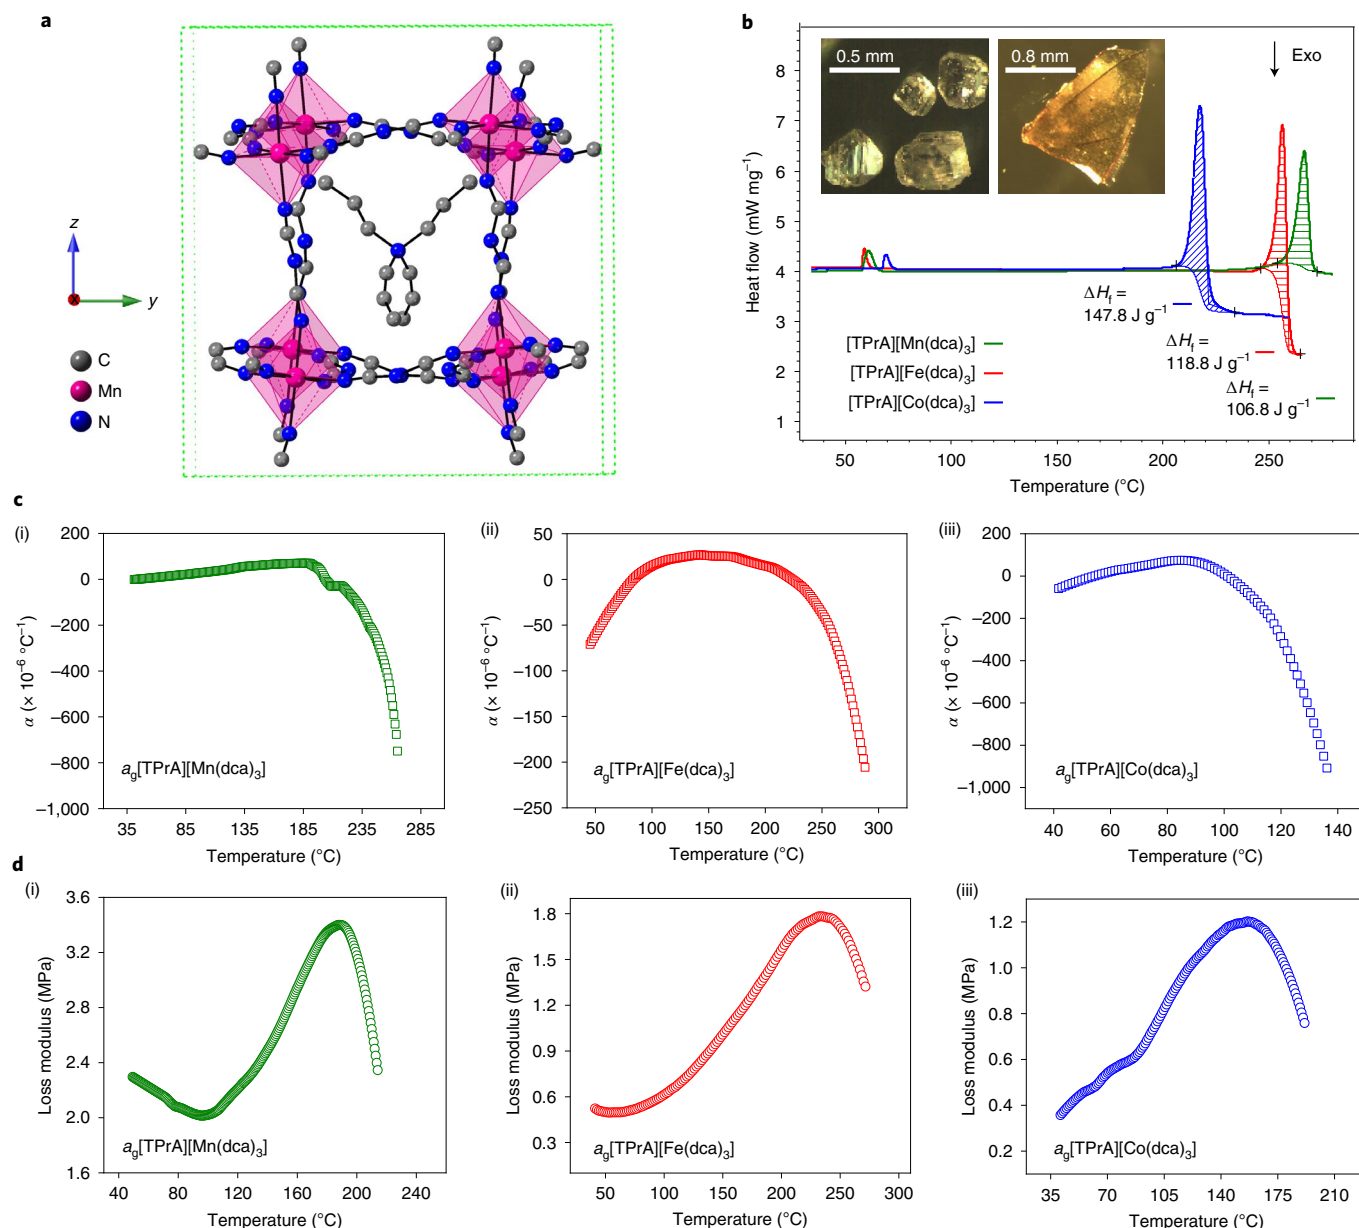 a
z
y
x
C
Mn
N
b
0.5 mm
0.8 mm
Exo
Heat flow (mW mg⁻¹)
8
7
6
5
4
3
2
1
ΔH_f =
147.8 J g⁻¹
ΔH_f =
118.8 J g⁻¹
ΔH_f =
106.8 J g⁻¹
[TPrA][Mn(dca)₃]
[TPrA][Fe(dca)₃]
[TPrA][Co(dca)₃]
50 100 150 200 250
Temperature (°C)
c
(i)
α (× 10⁻⁶ °C⁻¹)
200
0
−200
−400
−600
−800
−1,000
a_g[TPrA][Mn(dca)₃]
35 85 135 185 235 285
Temperature (°C)
(ii)
α (× 10⁻⁶ °C⁻¹)
50
0
−50
−100
−150
−200
−250
a_g[TPrA][Fe(dca)₃]
50 100 150 200 250 300
Temperature (°C)
(iii)
α (× 10⁻⁶ °C⁻¹)
200
0
−200
−400
−600
−800
−1,000
a_g[TPrA][Co(dca)₃]
40 60 80 100 120 140
Temperature (°C)
d
(i)
Loss modulus (MPa)
3.6
3.2
2.8
2.4
2.0
1.6
a_g[TPrA][Mn(dca)₃]
40 80 120 160 200 240
Temperature (°C)
(ii)
Loss modulus (MPa)
1.8
1.5
1.2
0.9
0.6
0.3
a_g[TPrA][Fe(dca)₃]
50 100 150 200 250 300
Temperature (°C)
(iii)
Loss modulus (MPa)
1.2
1.0
0.8
0.6
0.4
0.2
a_g[TPrA][Co(dca)₃]
35 70 105 140 175 210
Temperature (°C)